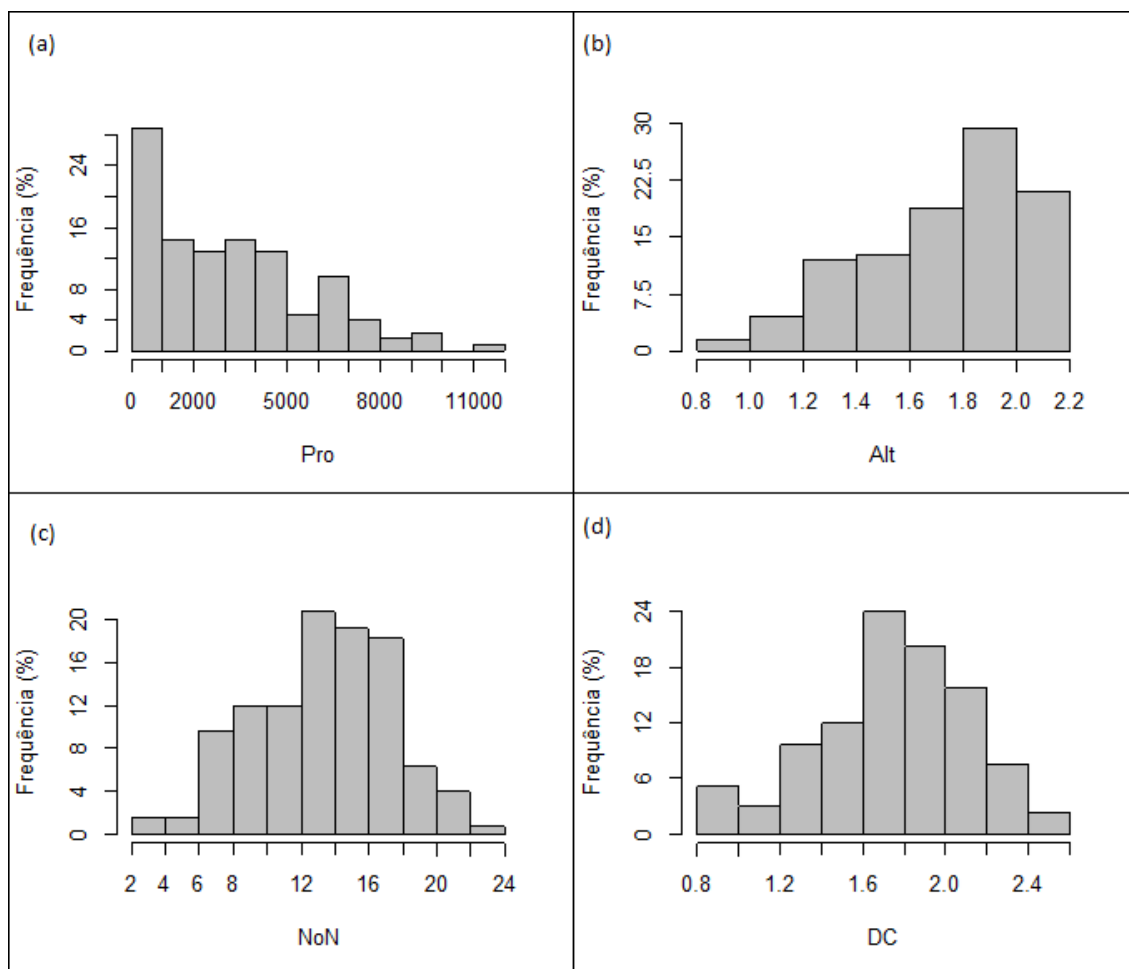 (a)
Frequência (%)
24
16
8
4
0
0 2000 5000 8000 11000
Pro
(b)
Frequência (%)
30
22.5
15
7.5
0
0.8 1.0 1.2 1.4 1.6 1.8 2.0 2.2
Alt
(c)
Frequência (%)
20
16
12
8
4
0
2 4 6 8 12 16 20 24
NoN
(d)
Frequência (%)
24
18
12
6
0
0.8 1.2 1.6 2.0 2.4
DC